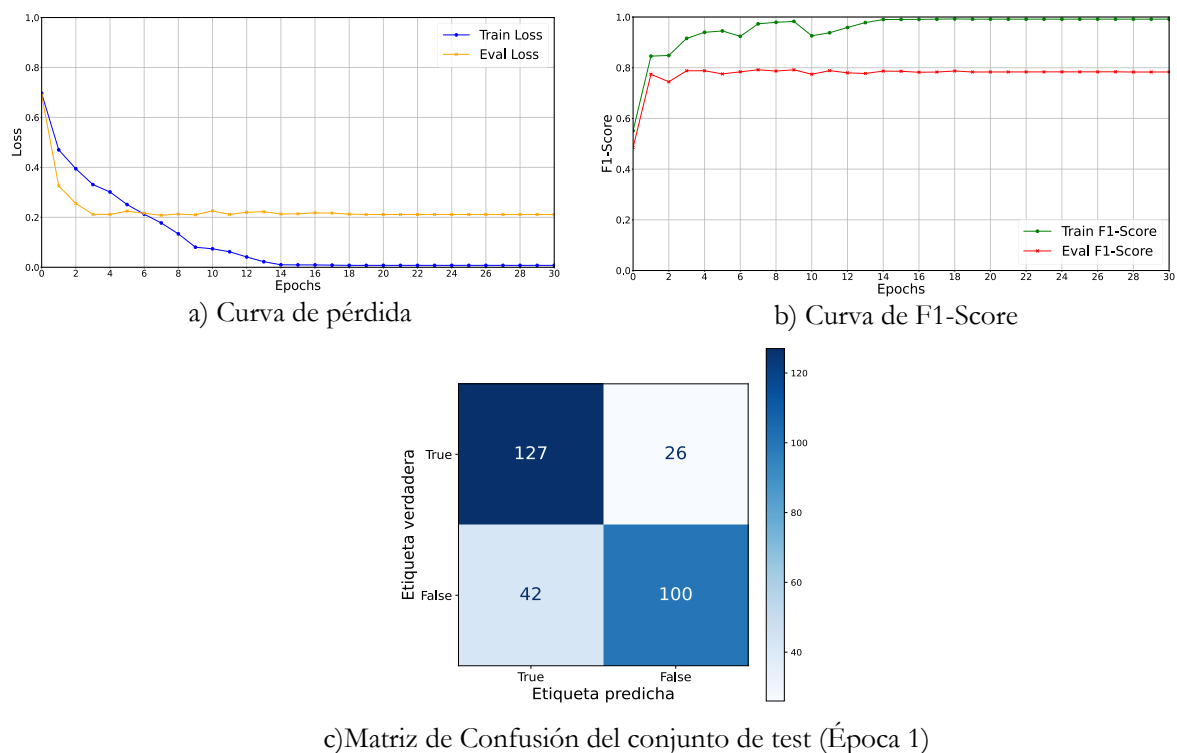 1.0
0.8
0.6
0.4
0.2
0.0
Loss
0 2 4 6 8 10 12 14 16 18 20 22 24 26 28 30
Epochs
Train Loss
Eval Loss
a) Curva de pérdida
1.0
0.8
0.6
0.4
0.2
0.0
F1-Score
0 2 4 6 8 10 12 14 16 18 20 22 24 26 28 30
Epochs
Train F1-Score
Eval F1-Score
b) Curva de F1-Score
Etiqueta verdadera
True 127 26
False 42 100
True False
Etiqueta predicha
120
100
80
60
40
c)Matriz de Confusión del conjunto de test (Época 1)